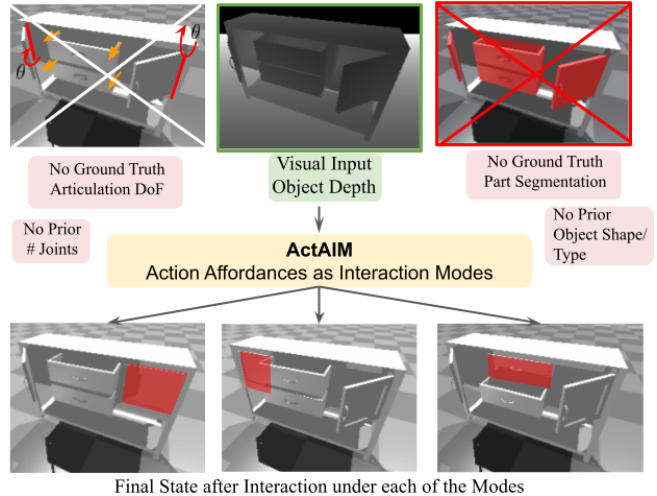 θ
θ
No Ground Truth
Articulation DoF
Visual Input
Object Depth
No Ground Truth
Part Segmentation
No Prior
# Joints
No Prior
Object Shape/
Type
ActAIM
Action Affordances as Interaction Modes
Final State after Interaction under each of the Modes